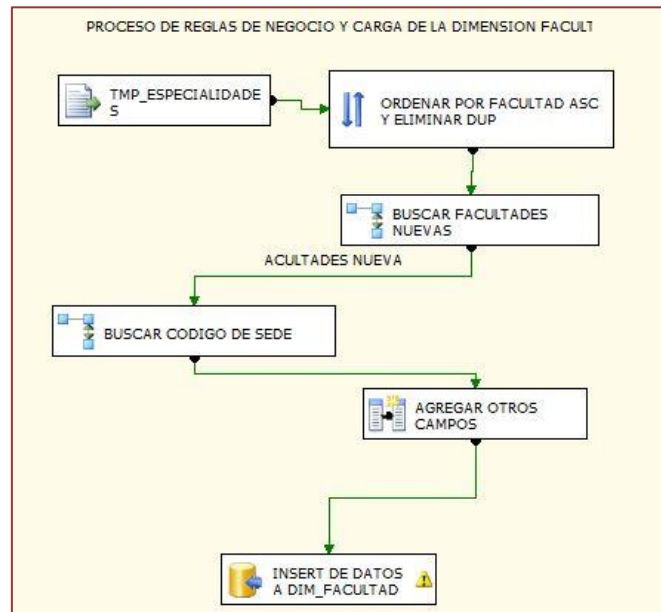 PROCESO DE REGLAS DE NEGOCIO Y CARGA DE LA DIMENSION FACULT
TMP_ESPECIALIDADE
S
ORDENAR POR FACULTAD ASC
Y ELIMINAR DUP
BUSCAR FACULTADES
NUEVAS
ACULTADES NUEVA
BUSCAR CODIGO DE SEDE
AGREGAR OTROS
CAMPOS
INSERT DE DATOS
A DIM_FACULTAD